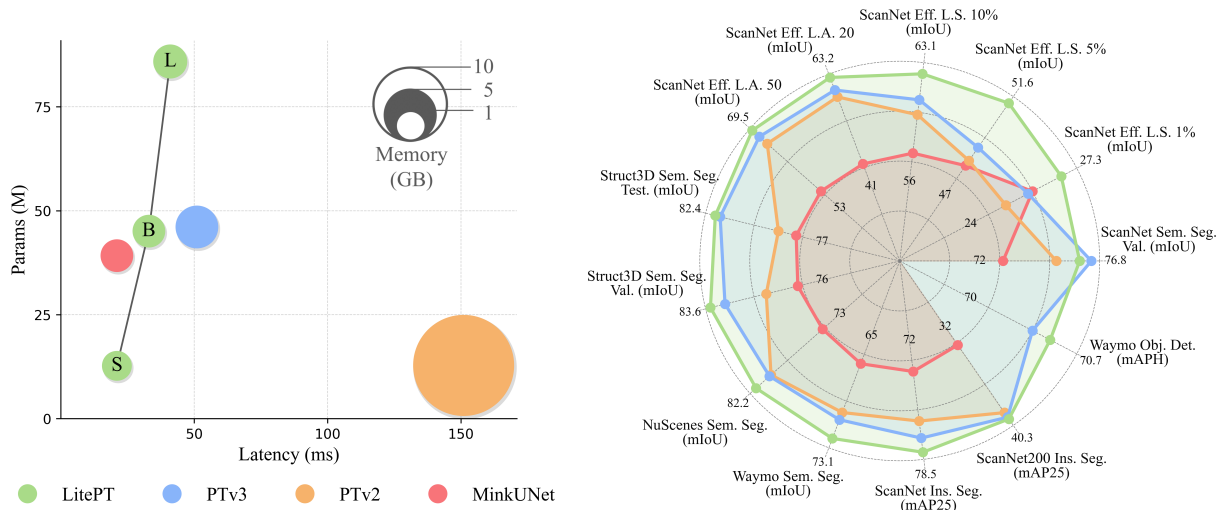 75
50
25
0
50
100
150
Params (M)
Latency (ms)
L
B
S
10
5
1
Memory
(GB)
LitePT
PTv3
PTv2
MinkUNet
ScanNet Eff. L.S. 10%
(mIoU)
63.1
ScanNet Eff. L.S. 5%
(mIoU)
51.6
ScanNet Eff. L.S. 1%
(mIoU)
27.3
ScanNet Sem. Seg.
Val. (mIoU)
76.8
Waymo Obj. Det.
(mAPH)
70.7
ScanNet200 Ins. Seg.
(mAP25)
40.3
ScanNet Ins. Seg.
(mAP25)
78.5
Waymo Sem. Seg.
(mIoU)
73.1
NuScenes Sem. Seg.
(mIoU)
82.2
Struct3D Sem. Seg.
Val. (mIoU)
83.6
Struct3D Sem. Seg.
Test. (mIoU)
82.4
ScanNet Eff. L.A. 50
(mIoU)
69.5
ScanNet Eff. L.A. 20
(mIoU)
63.2
56
47
24
72
70
32
72
65
73
76
77
53
41